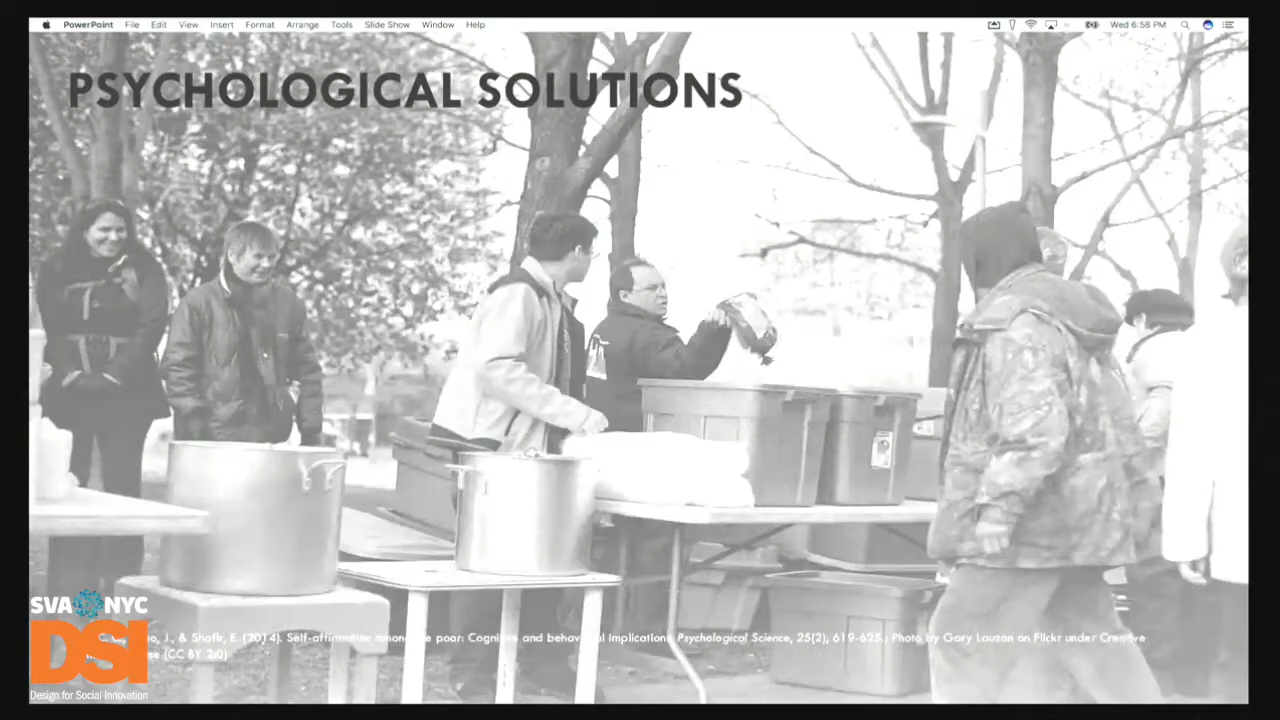 PowerPoint File Edit View Insert Format Arrange Tools Slide Show Window Help Wed 6:58 PM
PSYCHOLOGICAL SOLUTIONS
J., & Shafir, E. (2014). Self-affirmation among the poor: Cognitive and behavioral implications Psychological Science, 25(2), 619-625.) Photo by Gary Lauzon on Flickr under Creative
(CC BY 2.0)
SVA NYC
DSI
Design for Social Innovation